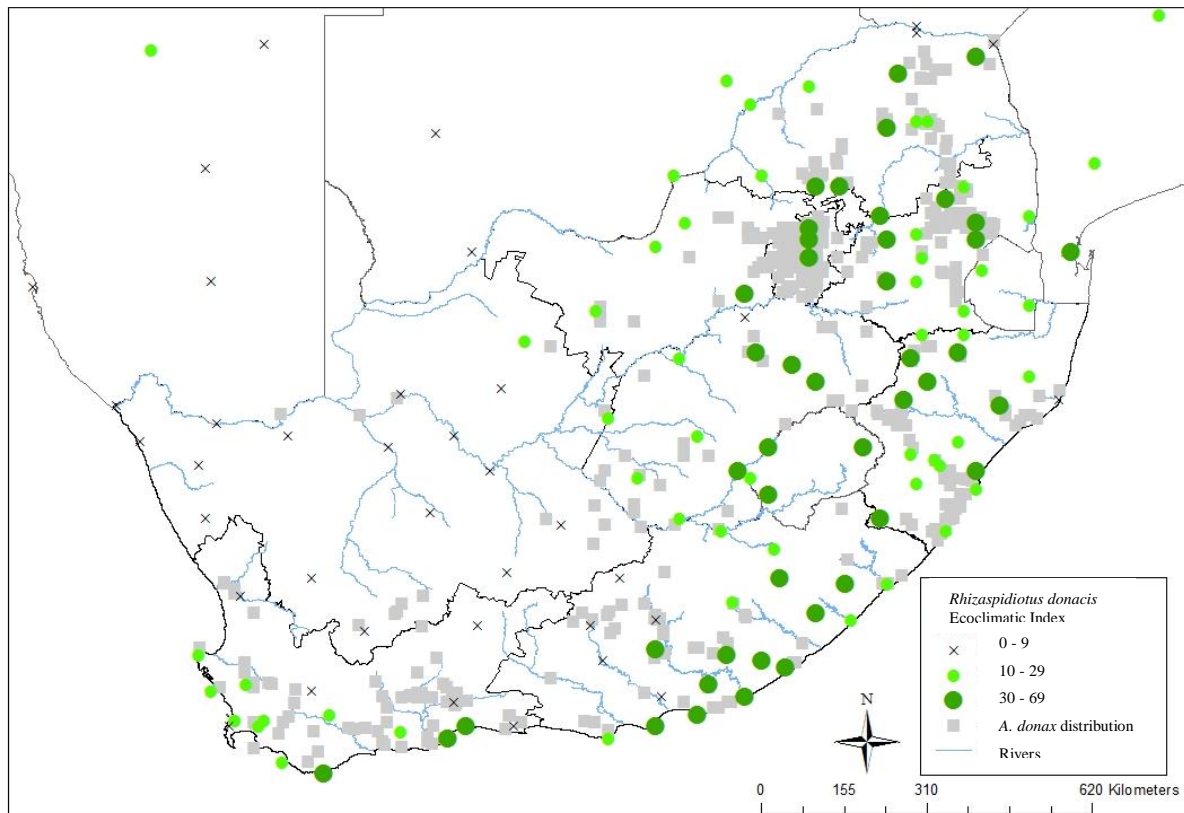 Rhizaspidiotus donacis
Ecoclimatic Index
0 - 9
10 - 29
30 - 69
A. donax distribution
Rivers
N
0 155 310 620 Kilometers